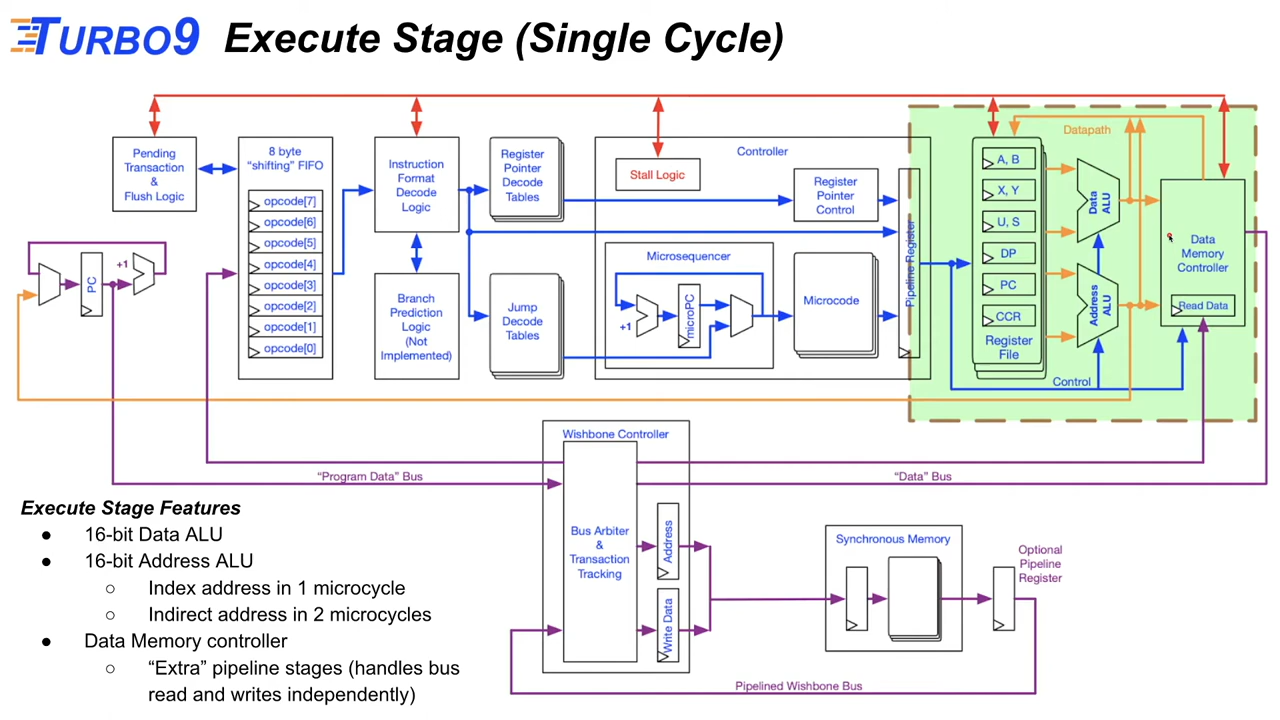 TURBO9
Execute Stage (Single Cycle)
Pending
Transaction
&
Flush Logic
8 byte
“shifting” FIFO
opcode[7]
opcode[6]
opcode[5]
opcode[4]
opcode[3]
opcode[2]
opcode[1]
opcode[0]
Instruction
Format
Decode
Logic
Branch
Prediction
Logic
(Not
Implemented)
Register
Pointer
Decode
Tables
Jump
Decode
Tables
Controller
Stall Logic
Register
Pointer
Control
Microsequencer
+1
microPC
Microcode
Pipeline Register
Datapath
A, B
X, Y
U, S
DP
PC
CCR
Register
File
Data
ALU
Address
ALU
Control
Data
Memory
Controller
Read Data
PC
+1
Wishbone Controller
“Program Data” Bus
“Data” Bus
Bus Arbiter
&
Transaction
Tracking
Address
Write Data
Synchronous Memory
Optional
Pipeline
Register
Pipelined Wishbone Bus
Execute Stage Features
● 16-bit Data ALU
● 16-bit Address ALU
○ Index address in 1 microcycle
○ Indirect address in 2 microcycles
● Data Memory controller
○ “Extra” pipeline stages (handles bus
read and writes independently)